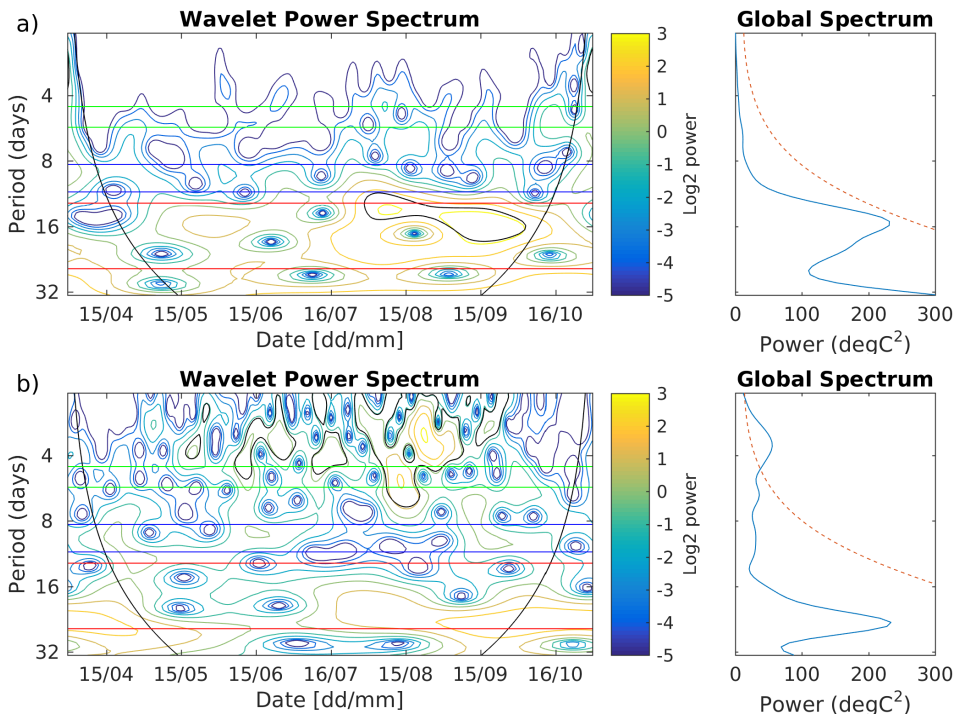 a)
Wavelet Power Spectrum
Global Spectrum
Period (days)
4
8
16
32
15/04 15/05 15/06 16/07 15/08 15/09 16/10
Date [dd/mm]
3
2
1
0
-1
-2
-3
-4
-5
Log2 power
0 100 200 300
Power (degC2)
b)
Wavelet Power Spectrum
Global Spectrum
Period (days)
4
8
16
32
15/04 15/05 15/06 16/07 15/08 15/09 16/10
Date [dd/mm]
3
2
1
0
-1
-2
-3
-4
-5
Log2 power
0 100 200 300
Power (degC2)